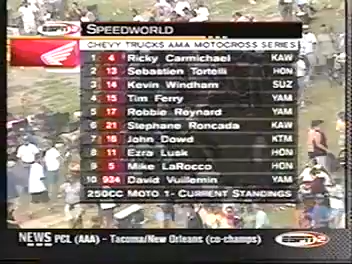 ESPN2 SPEEDWORLD
CHEVY TRUCKS AMA MOTOCROSS SERIES
1 4 RICKY CARMICHAEL KAW
2 13 SEBASTIEN TORTELLI HON
3 14 KEVIN WINDHAM SUZ
4 15 TIM FERRY YAM
5 17 ROBBIE REYNARD YAM
6 21 STEPHANE RONCADA KAW
7 16 JOHN DOWD KTM
8 11 EZRA LUSK HON
9 5 MIKE LAROCCO HON
10 934 DAVID VUILLEMIN YAM
250CC MOTO 1- CURRENT STANDINGS
NEWS PCL (AAA) - Tacoma/New Orleans (co-champs) ESPN2